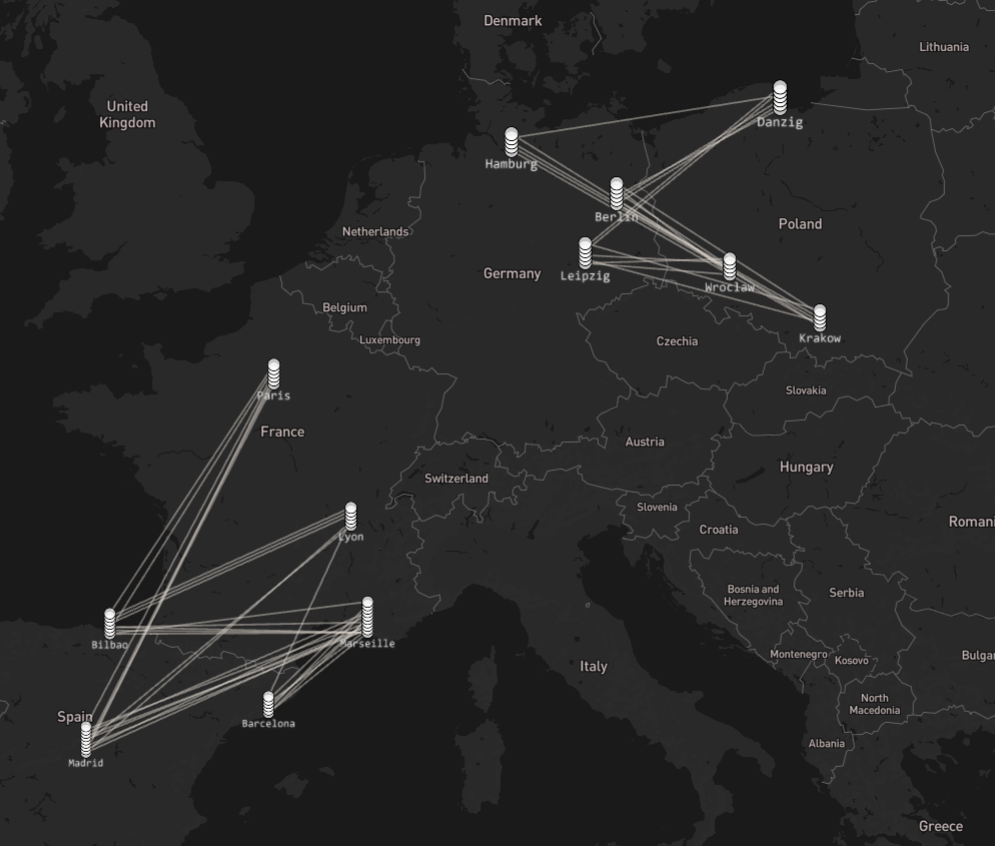 Denmark
Lithuania
United
Kingdom
Danzig
Hamburg
Berlin
Poland
Netherlands
Germany
Leipzig
Wroclaw
Belgium
Luxembourg
Czechia
Krakow
Slovakia
Paris
France
Austria
Hungary
Switzerland
Slovenia
Croatia
Romani
Lyon
Bosnia and
Herzegovina
Serbia
Bilbao
Marseille
Montenegro
Kosovo
Bulgar
Italy
North
Macedonia
Spain
Barcelona
Albania
Madrid
Greece